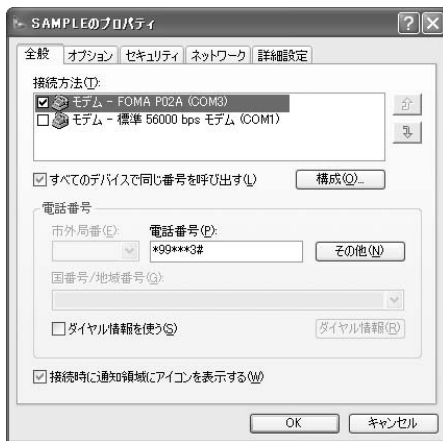 SAMPLEのプロパティ
全般 オプション セキュリティ ネットワーク 詳細設定
接続方法(T):
モデム - FOMA P02A (COM3)
モデム - 標準 56000 bps モデム (COM1)
すべてのデバイスで同じ番号を呼び出す(L) 構成(O)...
電話番号
市外局番(E): 電話番号(P):
*99***3# その他(N)
国番号/地域番号(G):
ダイヤル情報を使う(S) ダイヤル情報(R)
接続時に通知領域にアイコンを表示する(W)
OK キャンセル